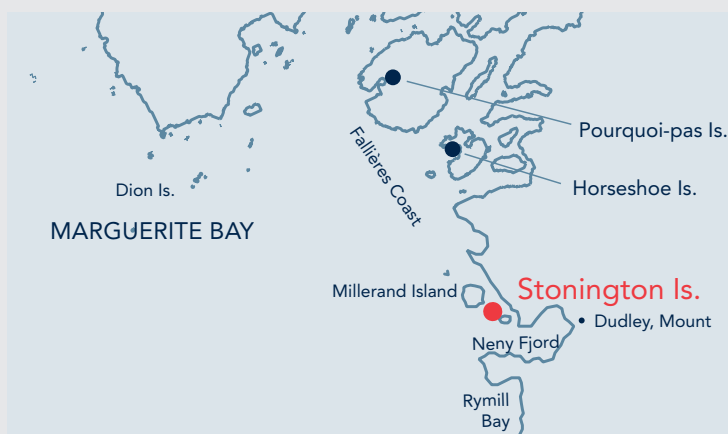 Pourquoi-pas Is.
Fallières Coast
Horseshoe Is.
Dion Is.
MARGUERITE BAY
Millerand Island
Stonington Is.
Dudley, Mount
Neny Fjord
Rymill
Bay